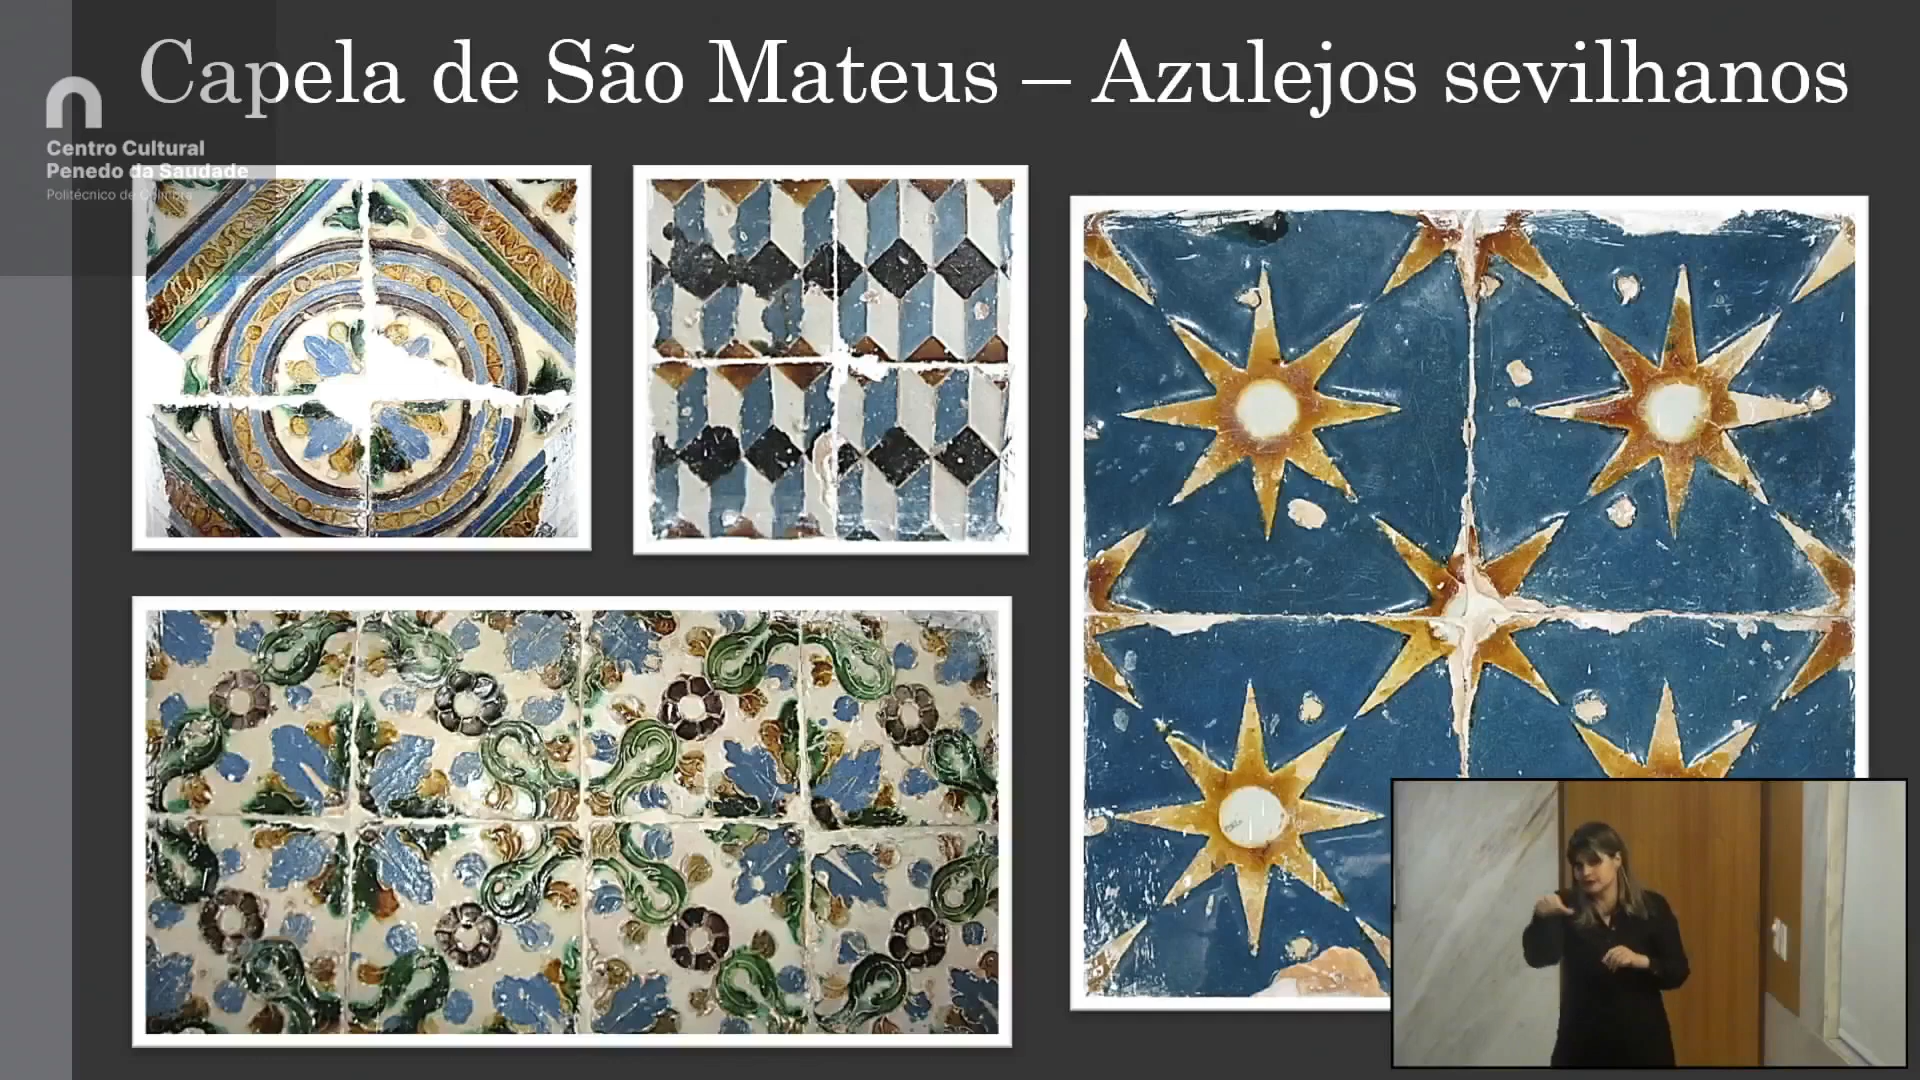 Capela de São Mateus – Azulejos sevilhanos
Centro Cultural
Penedo da Saudade
Politécnico de Coimbra